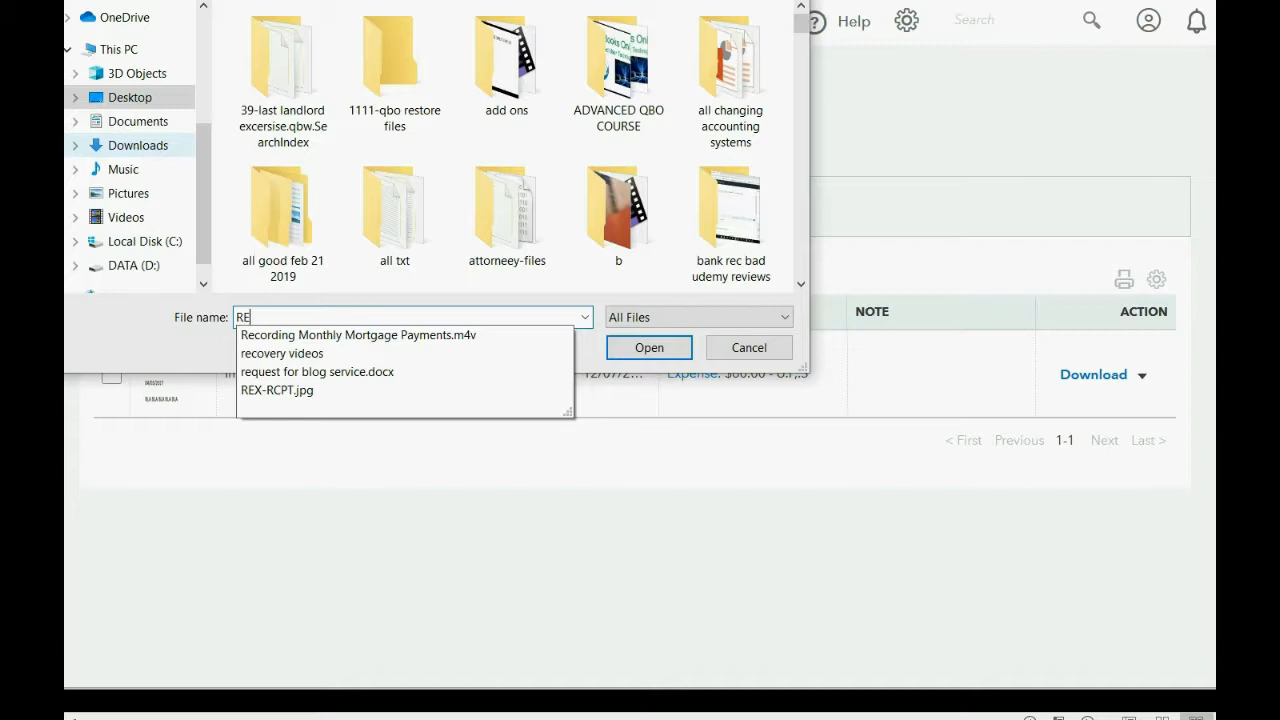 OneDrive
This PC
3D Objects
Desktop
Documents
Downloads
Music
Pictures
Videos
Local Disk (C:)
DATA (D:)
39-last landlord
excersise.qbw.Se
archIndex
1111-qbo restore
files
add ons
ADVANCED QBO
COURSE
all changing
accounting
systems
all good feb 21
2019
all txt
attorneey-files
b
bank rec bad
udemy reviews
File name: RE
All Files
Recording Monthly Mortgage Payments.m4v
recovery videos
request for blog service.docx
REX-RCPT.jpg
Open
Cancel
Help
Search
NOTE
ACTION
Download
< First Previous 1-1 Next Last >